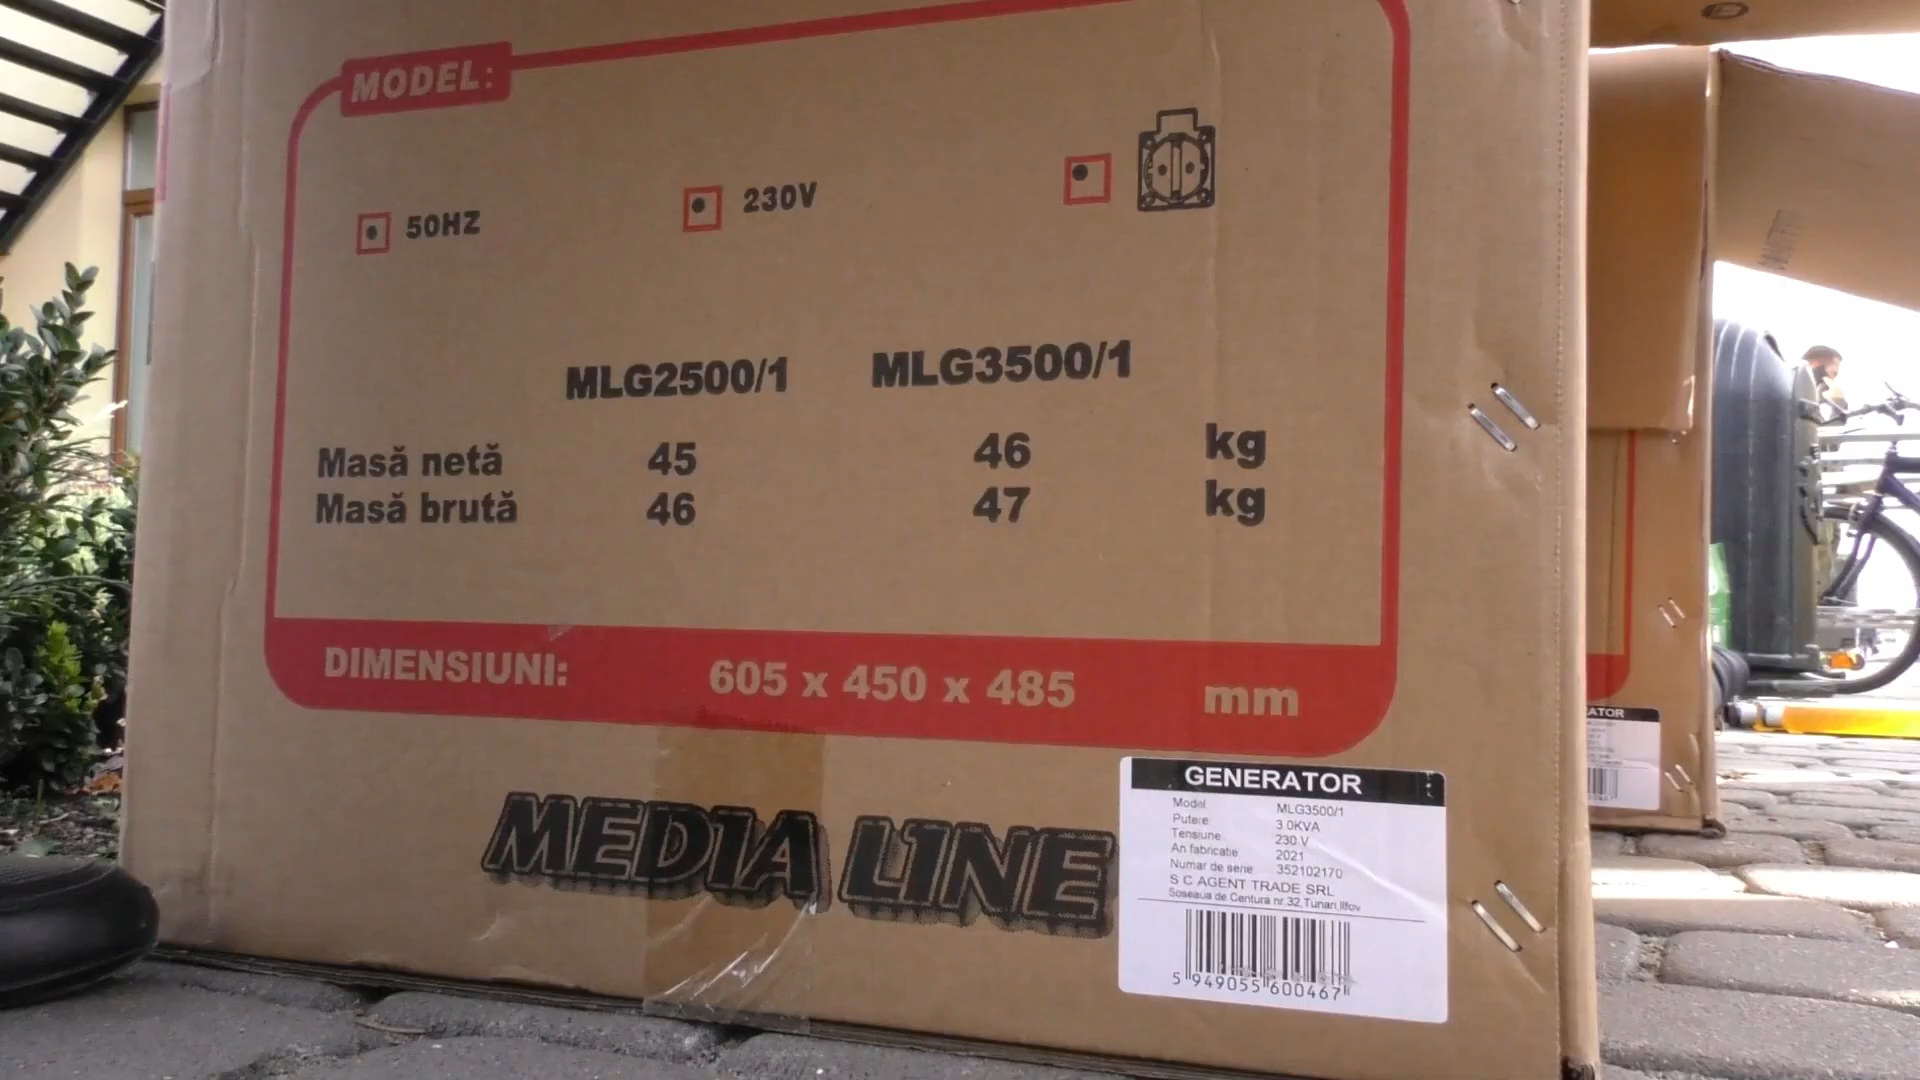 MODEL:
50HZ
230V
MLG2500/1 MLG3500/1
Masă netă 45 46 kg
Masă brută 46 47 kg
DIMENSIUNI: 605 x 450 x 485 mm
MEDIA LINE
GENERATOR
Model MLG3500/1
Putere 3.0KVA
Tensiune 230 V
An fabricatie 2021
Numar de serie 352102170
S C AGENT TRADE SRL
Soseaua de Centura nr.32,Tunari,Ilfov
5 949055 600467
ATOR